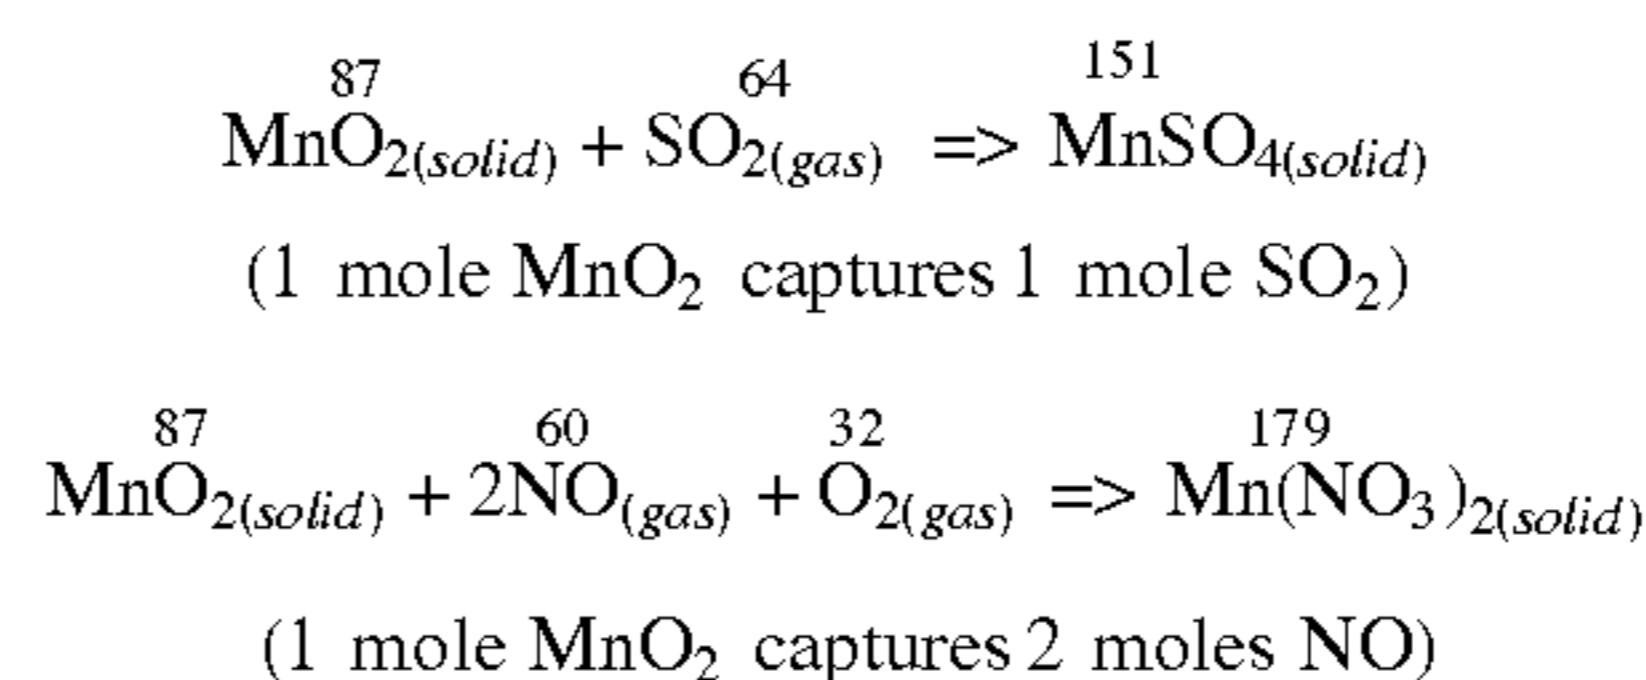 87 64 151
MnO₂(solid) + SO₂(gas) => MnSO₄(solid)
(1 mole MnO₂ captures 1 mole SO₂)
87 60 32 179
MnO₂(solid) + 2NO(gas) + O₂(gas) => Mn(NO₃)₂(solid)
(1 mole MnO₂ captures 2 moles NO)